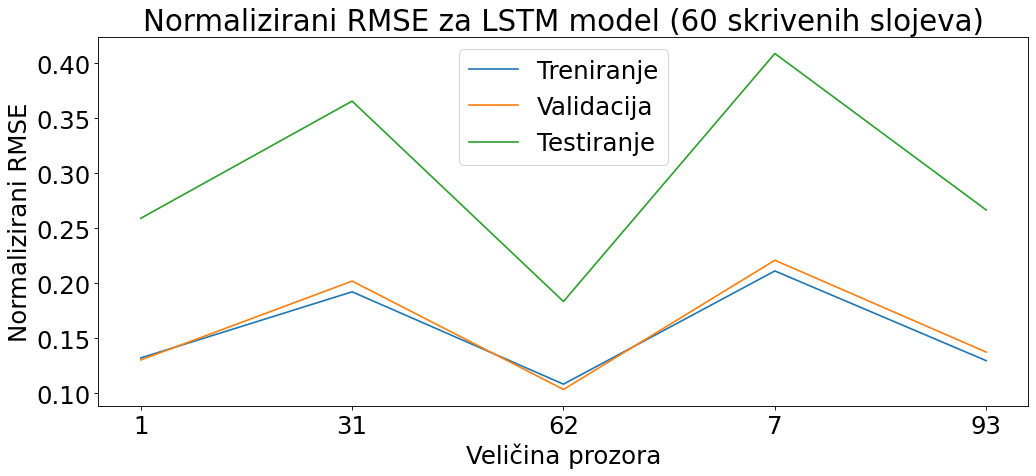 Normalizirani RMSE za LSTM model (60 skrivenih slojeva)
Normalizirani RMSE
0.40
0.35
0.30
0.25
0.20
0.15
0.10
Treniranje
Validacija
Testiranje
1 31 62 7 93
Veličina prozora